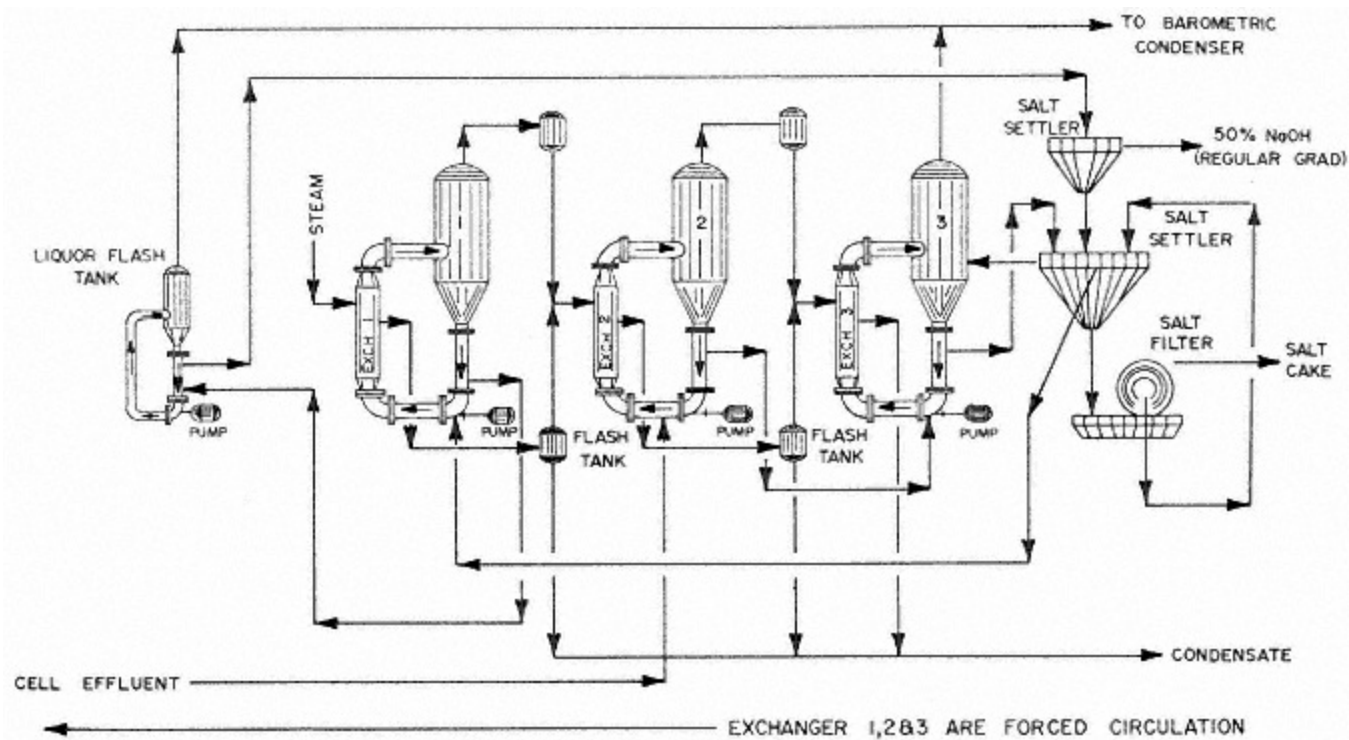 TO BAROMETRIC
CONDENSER
SALT
SETTLER
50% NaOH
(REGULAR GRAD)
STEAM
1
2
3
SALT
SETTLER
LIQUOR FLASH
TANK
EXCH 1
EXCH 2
EXCH 3
SALT
FILTER
SALT
CAKE
PUMP
PUMP
FLASH
TANK
PUMP
FLASH
TANK
PUMP
CONDENSATE
CELL EFFLUENT
EXCHANGER 1,2&3 ARE FORCED CIRCULATION